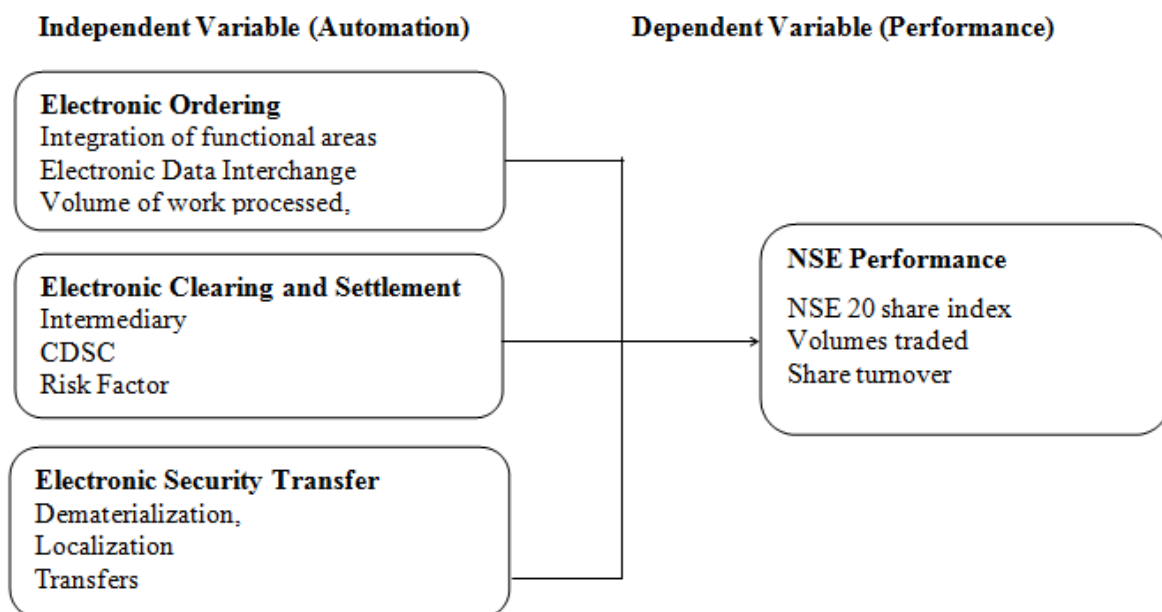 Independent Variable (Automation)
Dependent Variable (Performance)
Electronic Ordering
Integration of functional areas
Electronic Data Interchange
Volume of work processed,
Electronic Clearing and Settlement
Intermediary
CDSC
Risk Factor
Electronic Security Transfer
Dematerialization,
Localization
Transfers
NSE Performance
NSE 20 share index
Volumes traded
Share turnover